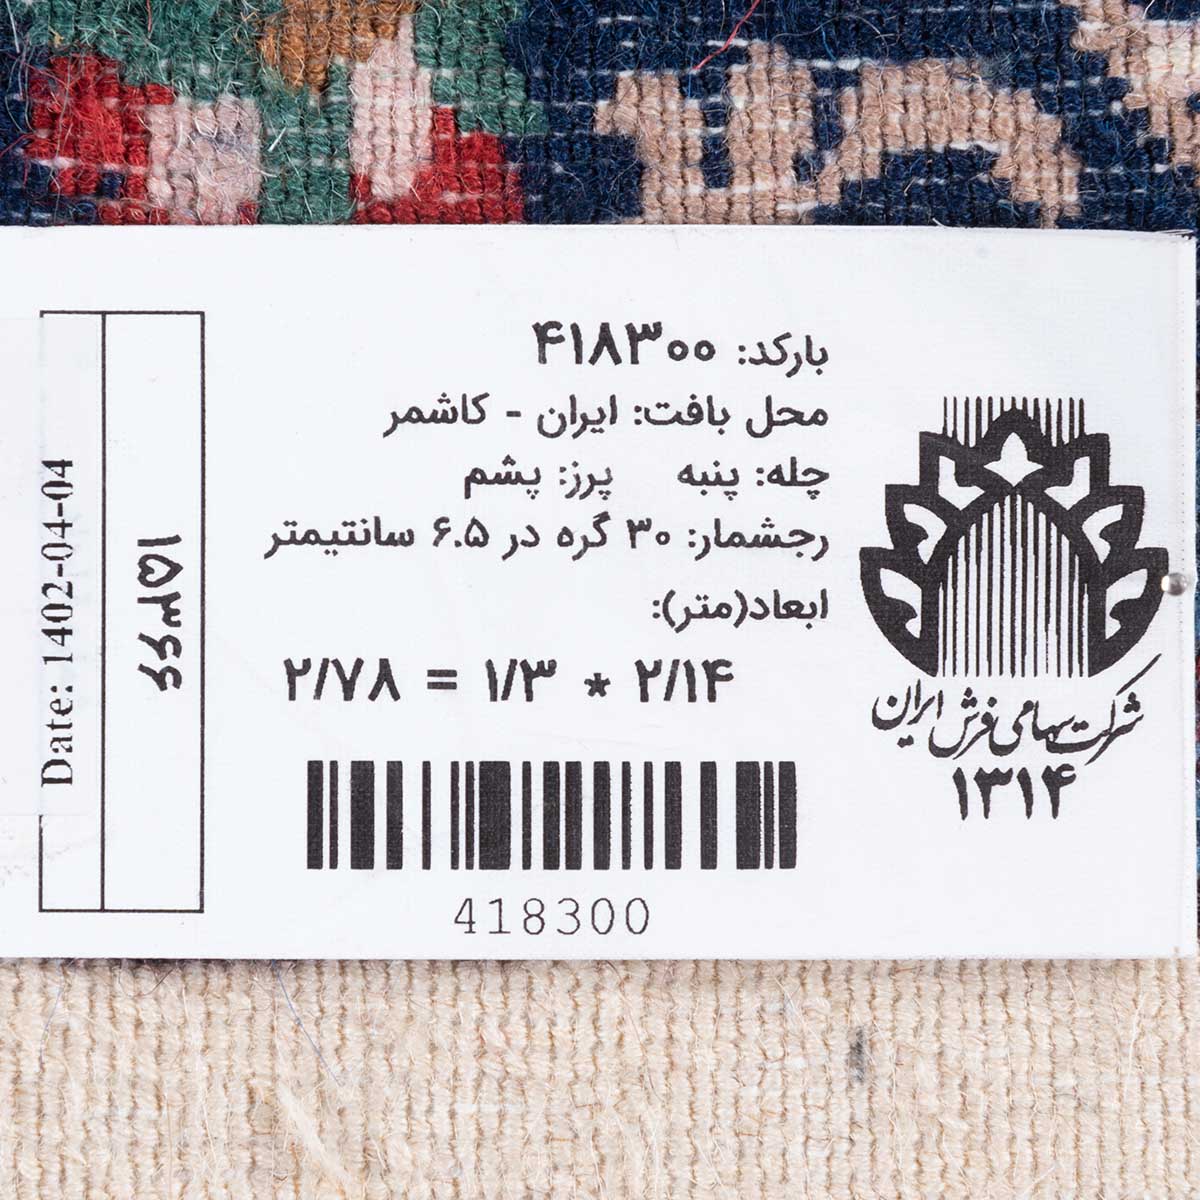 بارکد: ۴۱۸۳۰۰
محل بافت: ایران - کاشمر
چله: پنبه پرز: پشم
رجشمار: ۳۰ گره در ۶.۵ سانتیمتر
ابعاد(متر):
۲/۱۴ * ۱/۳ = ۲/۷۸
418300
شرکت سهامی فرش ایران
۱۳۱۴
۱۵۳۶۶
Date: 1402-04-04